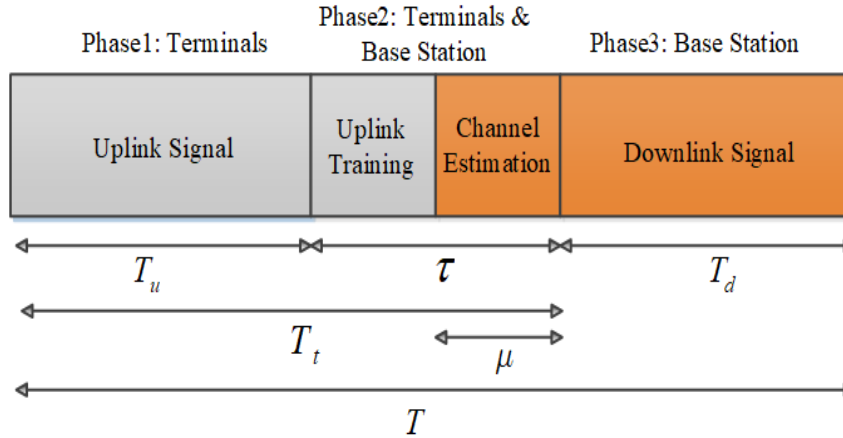 Phase1: Terminals
Phase2: Terminals &
Base Station
Phase3: Base Station
Uplink Signal
Uplink
Training
Channel
Estimation
Downlink Signal
T_u
τ
T_d
T_t
μ
T